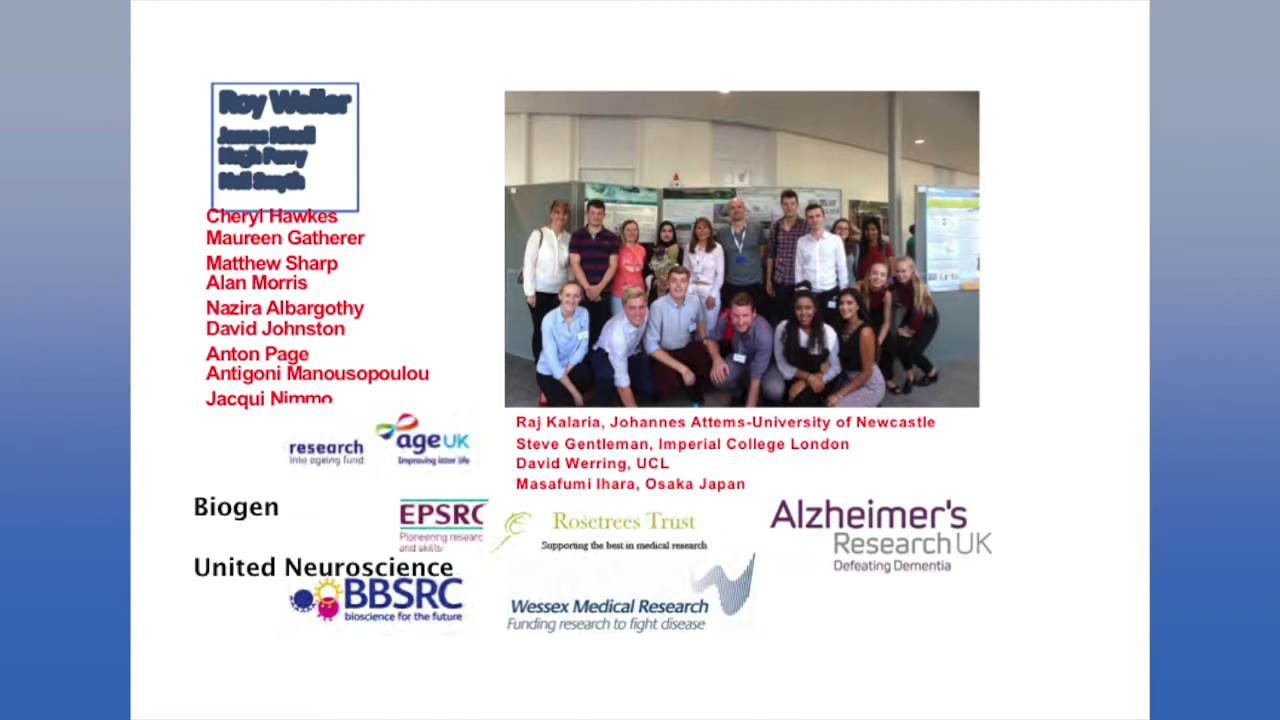 Roy Weller
James Nicoll
Hugh Perry
Neil Smyth
Cheryl Hawkes
Maureen Gatherer
Matthew Sharp
Alan Morris
Nazira Albargothy
David Johnston
Anton Page
Antigoni Manousopoulou
Jacqui Nimmo
Raj Kalaria, Johannes Attems-University of Newcastle
Steve Gentleman, Imperial College London
David Werring, UCL
Masafumi Ihara, Osaka Japan
research
into ageing fund
age UK
Improving later life
Biogen
EPSRC
Pioneering research
and skills
Rosetrees Trust
Supporting the best in medical research
Alzheimer's
Research UK
Defeating Dementia
United Neuroscience
BBSRC
bioscience for the future
Wessex Medical Research
Funding research to fight disease